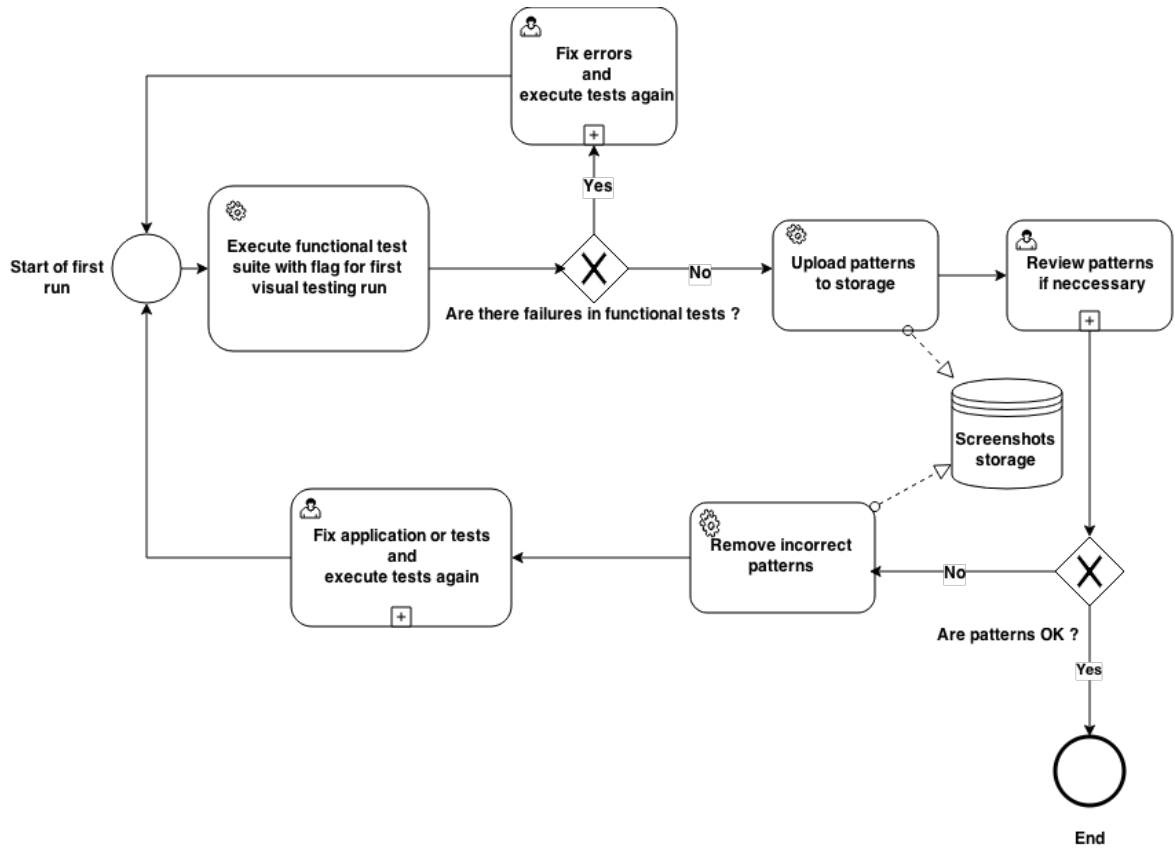 Fix errors
and
execute tests again
Yes
Start of first
run
Execute functional test
suite with flag for first
visual testing run
Are there failures in functional tests ?
No
Upload patterns
to storage
Review patterns
if neccessary
Screenshots
storage
Fix application or tests
and
execute tests again
Remove incorrect
patterns
No
Are patterns OK ?
Yes
End